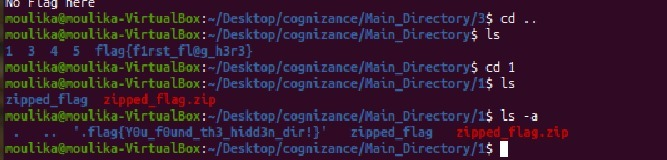 No Flag here
moulika@moulika-VirtualBox:~/Desktop/cognizance/Main_Directory/3$ cd ..
moulika@moulika-VirtualBox:~/Desktop/cognizance/Main_Directory$ ls
1  3  4  5  flag{f1rst_fl@g_h3r3}
moulika@moulika-VirtualBox:~/Desktop/cognizance/Main_Directory$ cd 1
moulika@moulika-VirtualBox:~/Desktop/cognizance/Main_Directory/1$ ls
zipped_flag  zipped_flag.zip
moulika@moulika-VirtualBox:~/Desktop/cognizance/Main_Directory/1$ ls -a
.  ..  '.flag{Y0u_f0und_th3_hidd3n_dir!}'  zipped_flag  zipped_flag.zip
moulika@moulika-VirtualBox:~/Desktop/cognizance/Main_Directory/1$